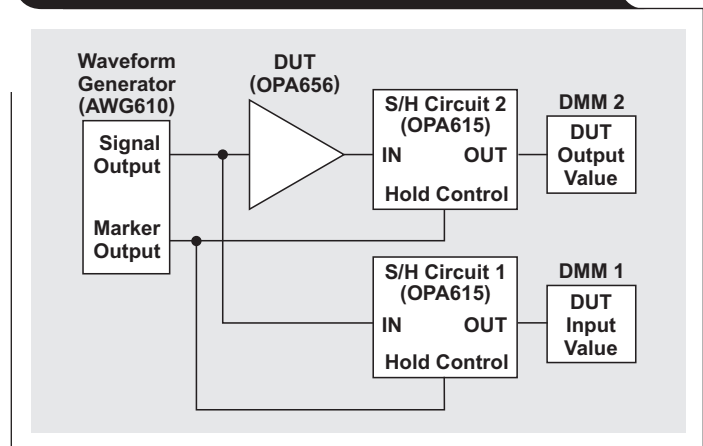 Waveform
Generator
(AWG610)
Signal
Output
Marker
Output
DUT
(OPA656)
S/H Circuit 2
(OPA615)
IN OUT
Hold Control
DMM 2
DUT
Output
Value
S/H Circuit 1
(OPA615)
IN OUT
Hold Control
DMM 1
DUT
Input
Value